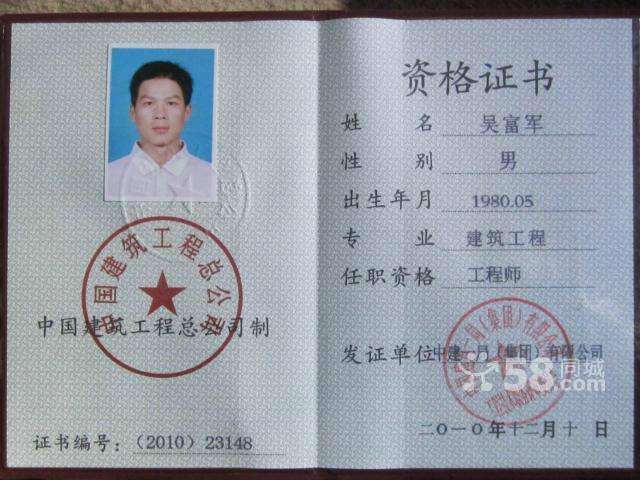 资格证书
姓名 吴富军
性别 男
出生年月 1980.05
专业 建筑工程
任职资格 工程师
发证单位 中建一局(集团)有限公司
二〇一〇年十二月十日
中国建筑工程总公司
中国建筑工程总公司制
证书编号:(2010)23148
58同城